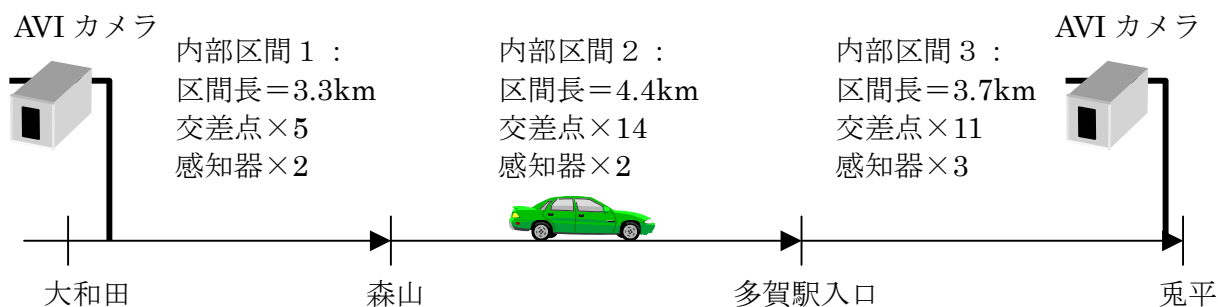 AVI カメラ
内部区間１：
区間長＝3.3km
交差点×5
感知器×2
内部区間２：
区間長＝4.4km
交差点×14
感知器×2
内部区間３：
区間長＝3.7km
交差点×11
感知器×3
AVI カメラ
大和田
森山
多賀駅入口
兎平